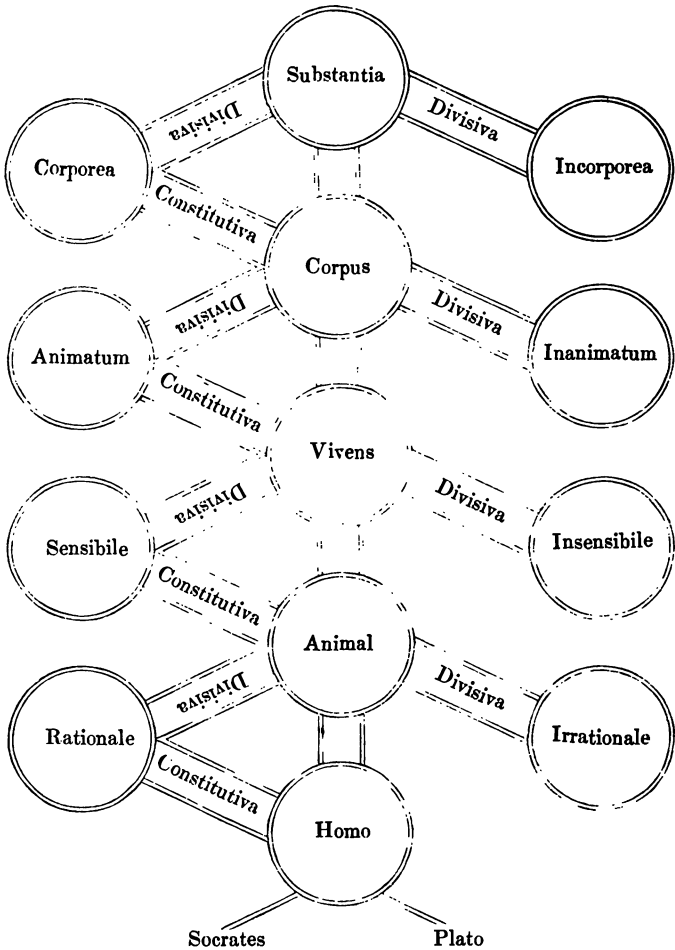 Substantia
Divisiva
Divisiva
Corporea
Incorporea
Constitutiva
Corpus
Divisiva
Divisiva
Animatum
Inanimatum
Constitutiva
Vivens
Divisiva
Divisiva
Sensibile
Insensibile
Constitutiva
Animal
Divisiva
Divisiva
Rationale
Irrationale
Constitutiva
Homo
Socrates
Plato